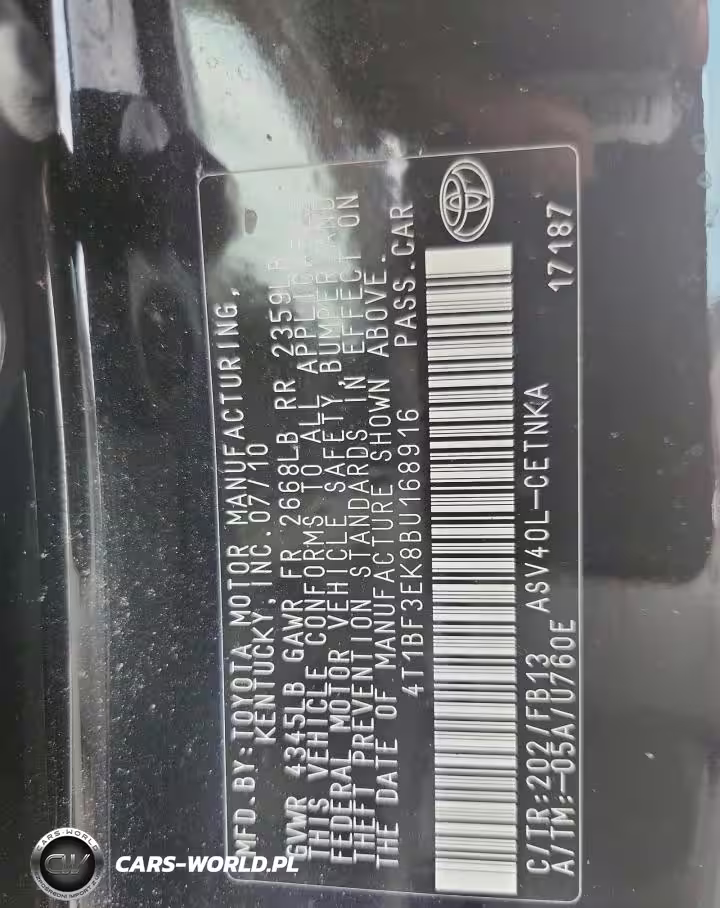 MFD.BY:TOYOTA MOTOR MANUFACTURING,
KENTUCKY,INC.07/10
GVWR 4345LB GAWR FR 2668LB RR 2359LB
THIS VEHICLE CONFORMS TO ALL
FEDERAL MOTOR VEHICLE SAFETY,BUMPER AND
THEFT PREVENTION STANDARDS IN EFFECT ON
THE DATE OF MANUFACTURE SHOWN ABOVE.
4T1BF3EK8BU168916 PASS.CAR
C/TR:202/FB13 ASV40L-CETNKA 17187
A/TM:-05A/U760E
CARS-WORLD
CARS-WORLD.PL